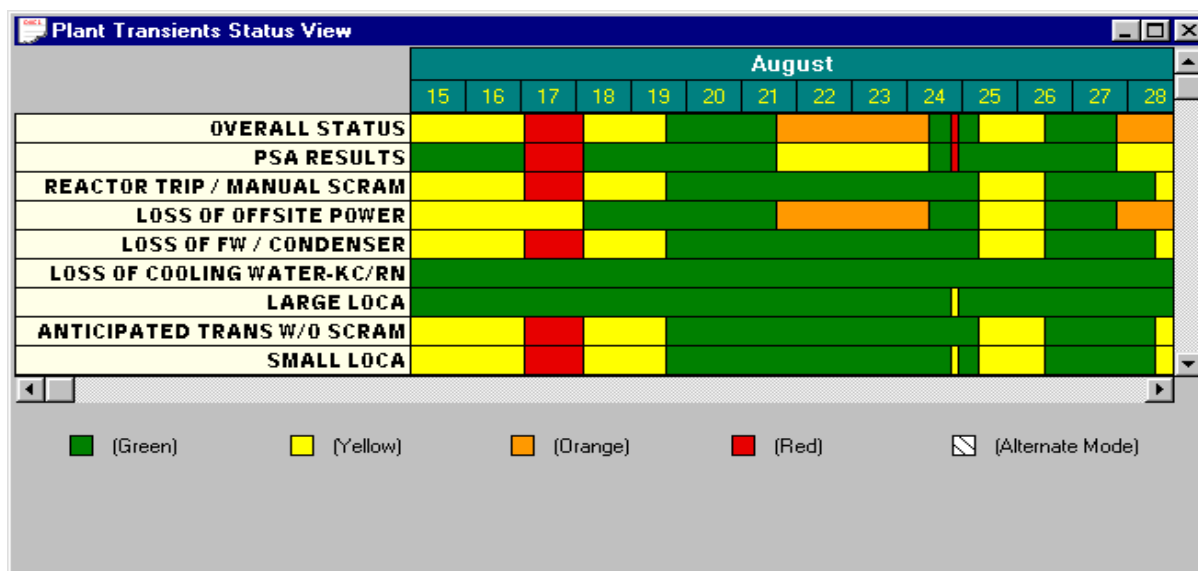 Plant Transients Status View
August
15 16 17 18 19 20 21 22 23 24 25 26 27 28
OVERALL STATUS
PSA RESULTS
REACTOR TRIP / MANUAL SCRAM
LOSS OF OFFSITE POWER
LOSS OF FW / CONDENSER
LOSS OF COOLING WATER-KC/RN
LARGE LOCA
ANTICIPATED TRANS W/O SCRAM
SMALL LOCA
(Green) (Yellow) (Orange) (Red) (Alternate Mode)